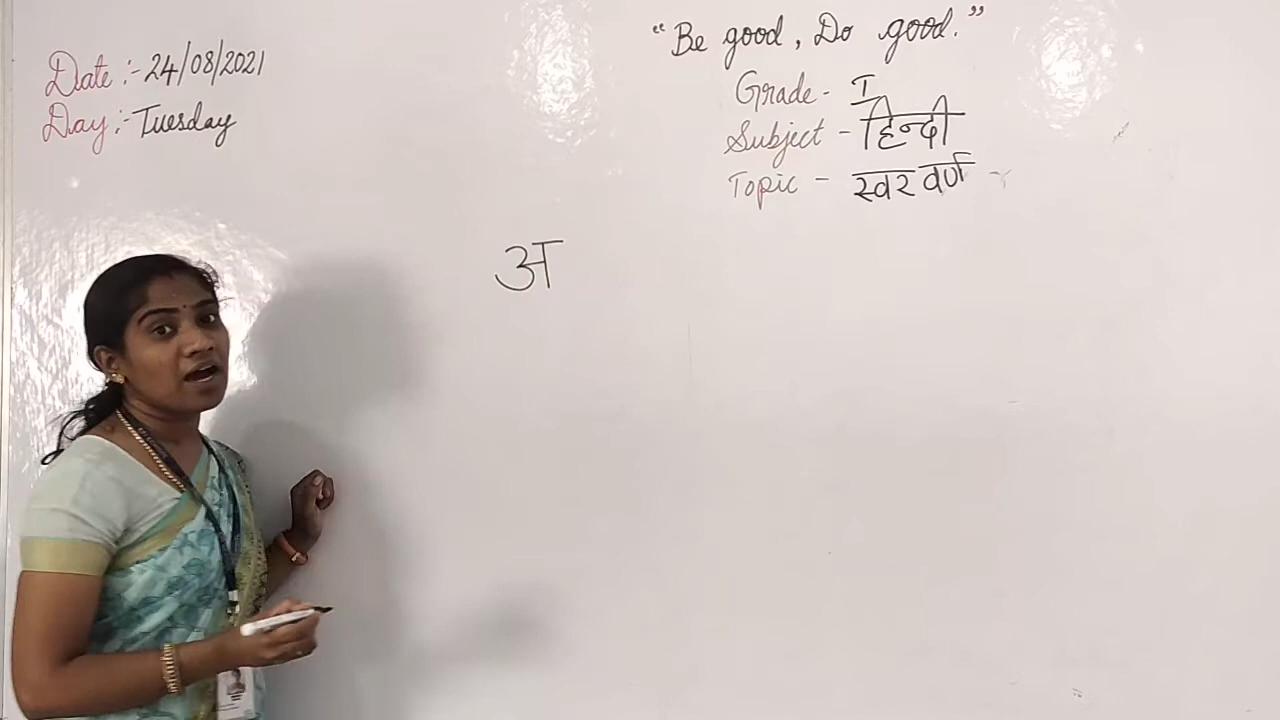 Date :- 24/08/2021
Day :- Tuesday
“Be good, Do good.”
Grade - I
Subject - हिन्दी
Topic - स्वर वर्ण -
अ